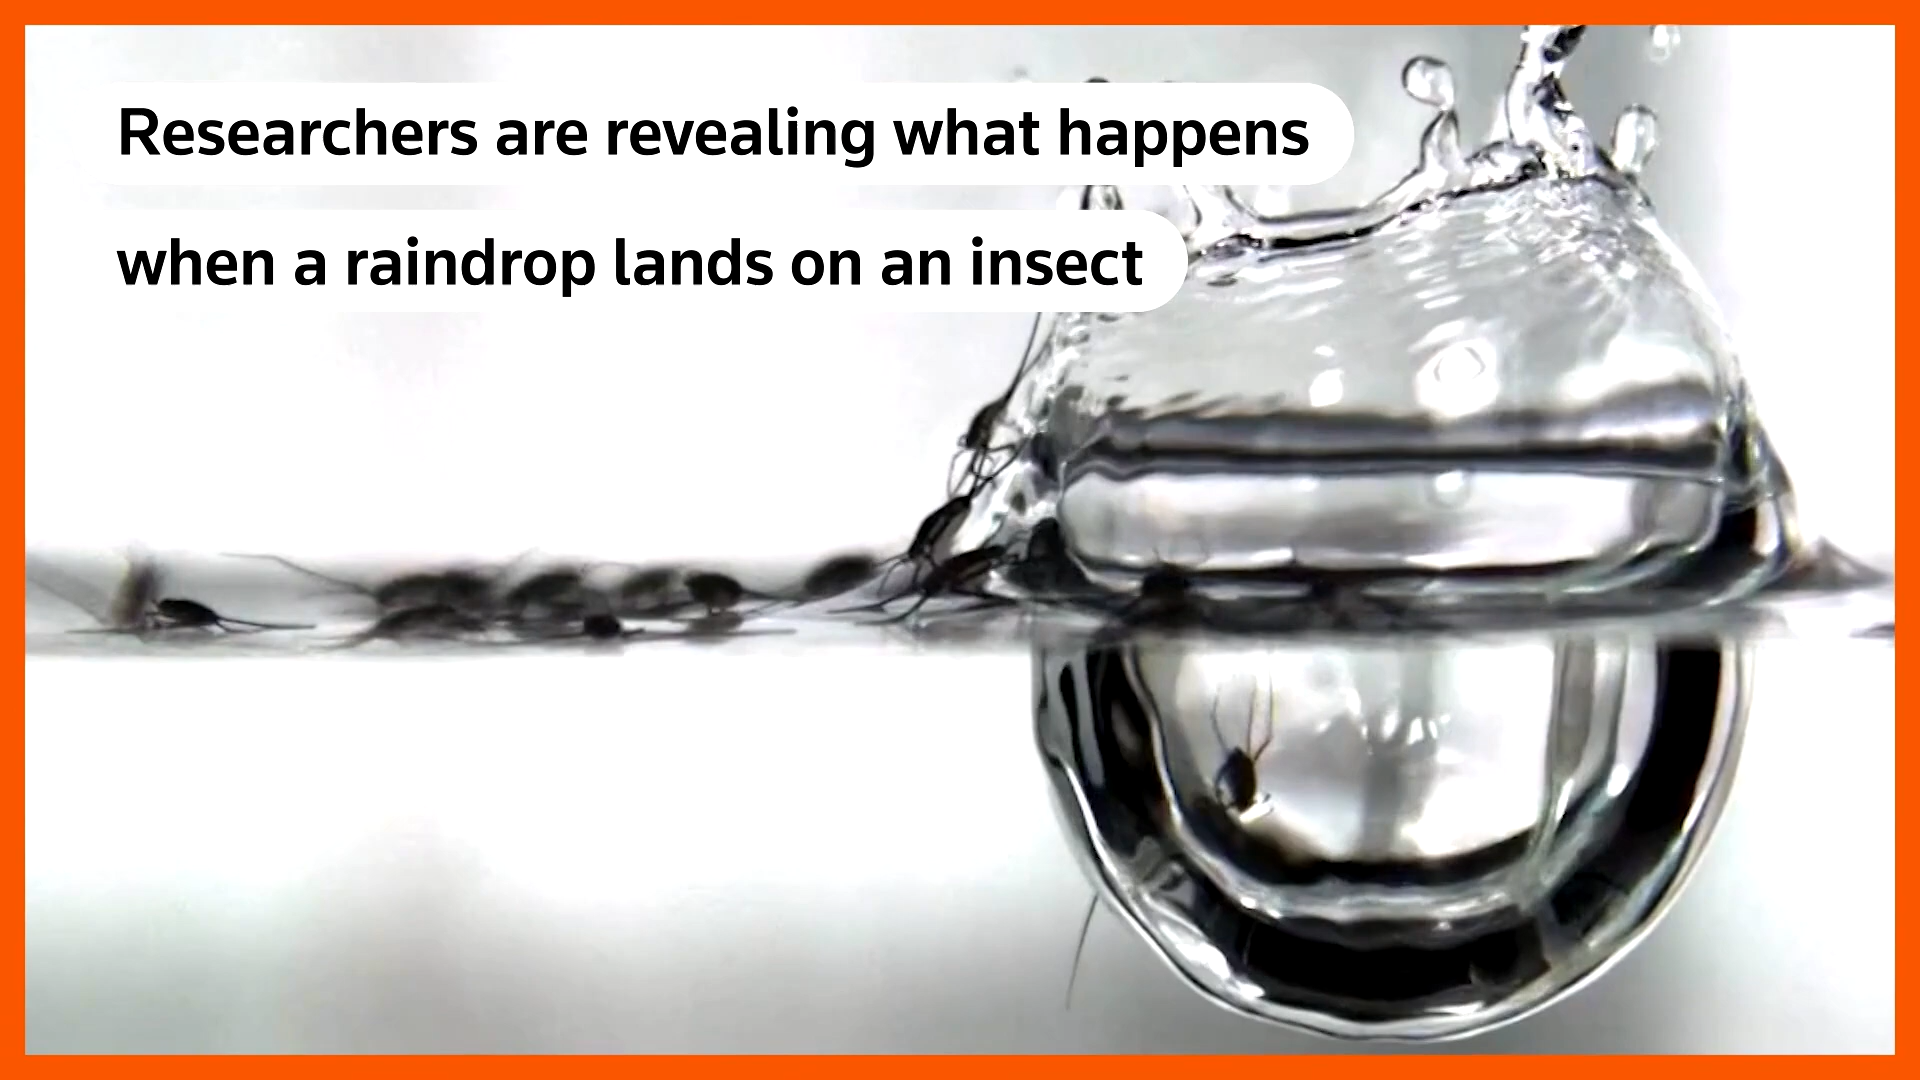 Researchers are revealing what happens
when a raindrop lands on an insect